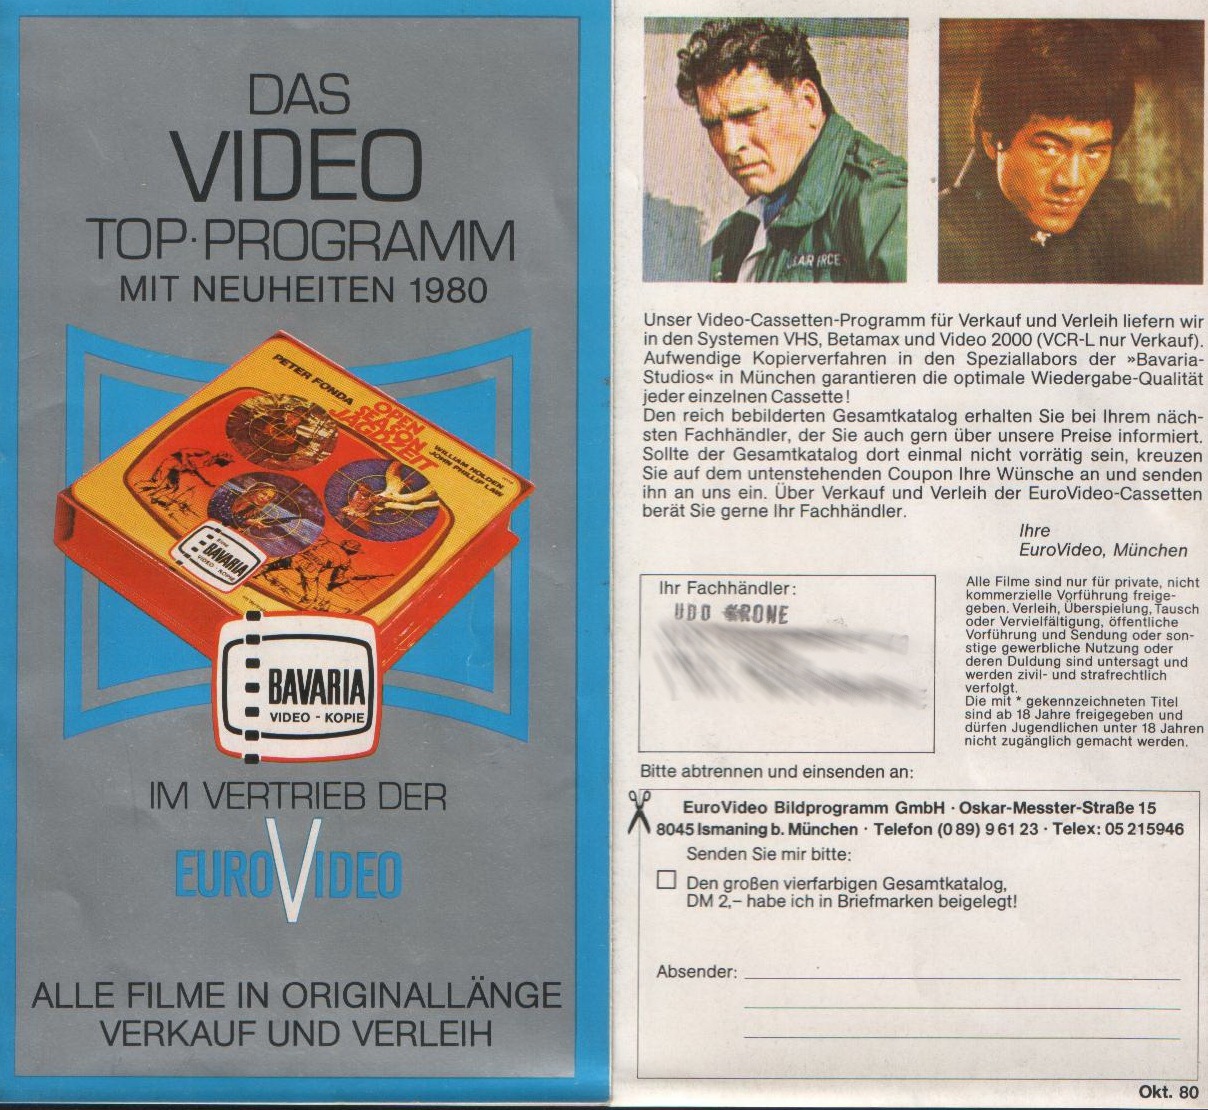 DAS
VIDEO
TOP·PROGRAMM
MIT NEUHEITEN 1980
PETER FONDA
OPEN
SEASON
JAGDZEIT
WILLIAM HOLDEN
JOHN PHILLIP LAW
BAVARIA
VIDEO - KOPIE
BAVARIA
VIDEO - KOPIE
IM VERTRIEB DER
EUROVIDEO
ALLE FILME IN ORIGINALLÄNGE
VERKAUF UND VERLEIH
Unser Video-Cassetten-Programm für Verkauf und Verleih liefern wir
in den Systemen VHS, Betamax und Video 2000 (VCR-L nur Verkauf).
Aufwendige Kopierverfahren in den Speziallabors der »Bavaria-
Studios« in München garantieren die optimale Wiedergabe-Qualität
jeder einzelnen Cassette!
Den reich bebilderten Gesamtkatalog erhalten Sie bei Ihrem näch-
sten Fachhändler, der Sie auch gern über unsere Preise informiert.
Sollte der Gesamtkatalog dort einmal nicht vorrätig sein, kreuzen
Sie auf dem untenstehenden Coupon Ihre Wünsche an und senden
ihn an uns ein. Über Verkauf und Verleih der EuroVideo-Cassetten
berät Sie gerne Ihr Fachhändler.
Ihre
EuroVideo, München
Ihr Fachhändler:
UDO KRONE
Alle Filme sind nur für private, nicht
kommerzielle Vorführung freige-
geben. Verleih, Überspielung, Tausch
oder Vervielfältigung, öffentliche
Vorführung und Sendung oder son-
stige gewerbliche Nutzung oder
deren Duldung sind untersagt und
werden zivil- und strafrechtlich
verfolgt.
Die mit * gekennzeichneten Titel
sind ab 18 Jahre freigegeben und
dürfen Jugendlichen unter 18 Jahren
nicht zugänglich gemacht werden.
Bitte abtrennen und einsenden an:
EuroVideo Bildprogramm GmbH · Oskar-Messter-Straße 15
8045 Ismaning b. München · Telefon (0 89) 9 61 23 · Telex: 05 215946
Senden Sie mir bitte:
Den großen vierfarbigen Gesamtkatalog,
DM 2,– habe ich in Briefmarken beigelegt!
Absender:
Okt. 80